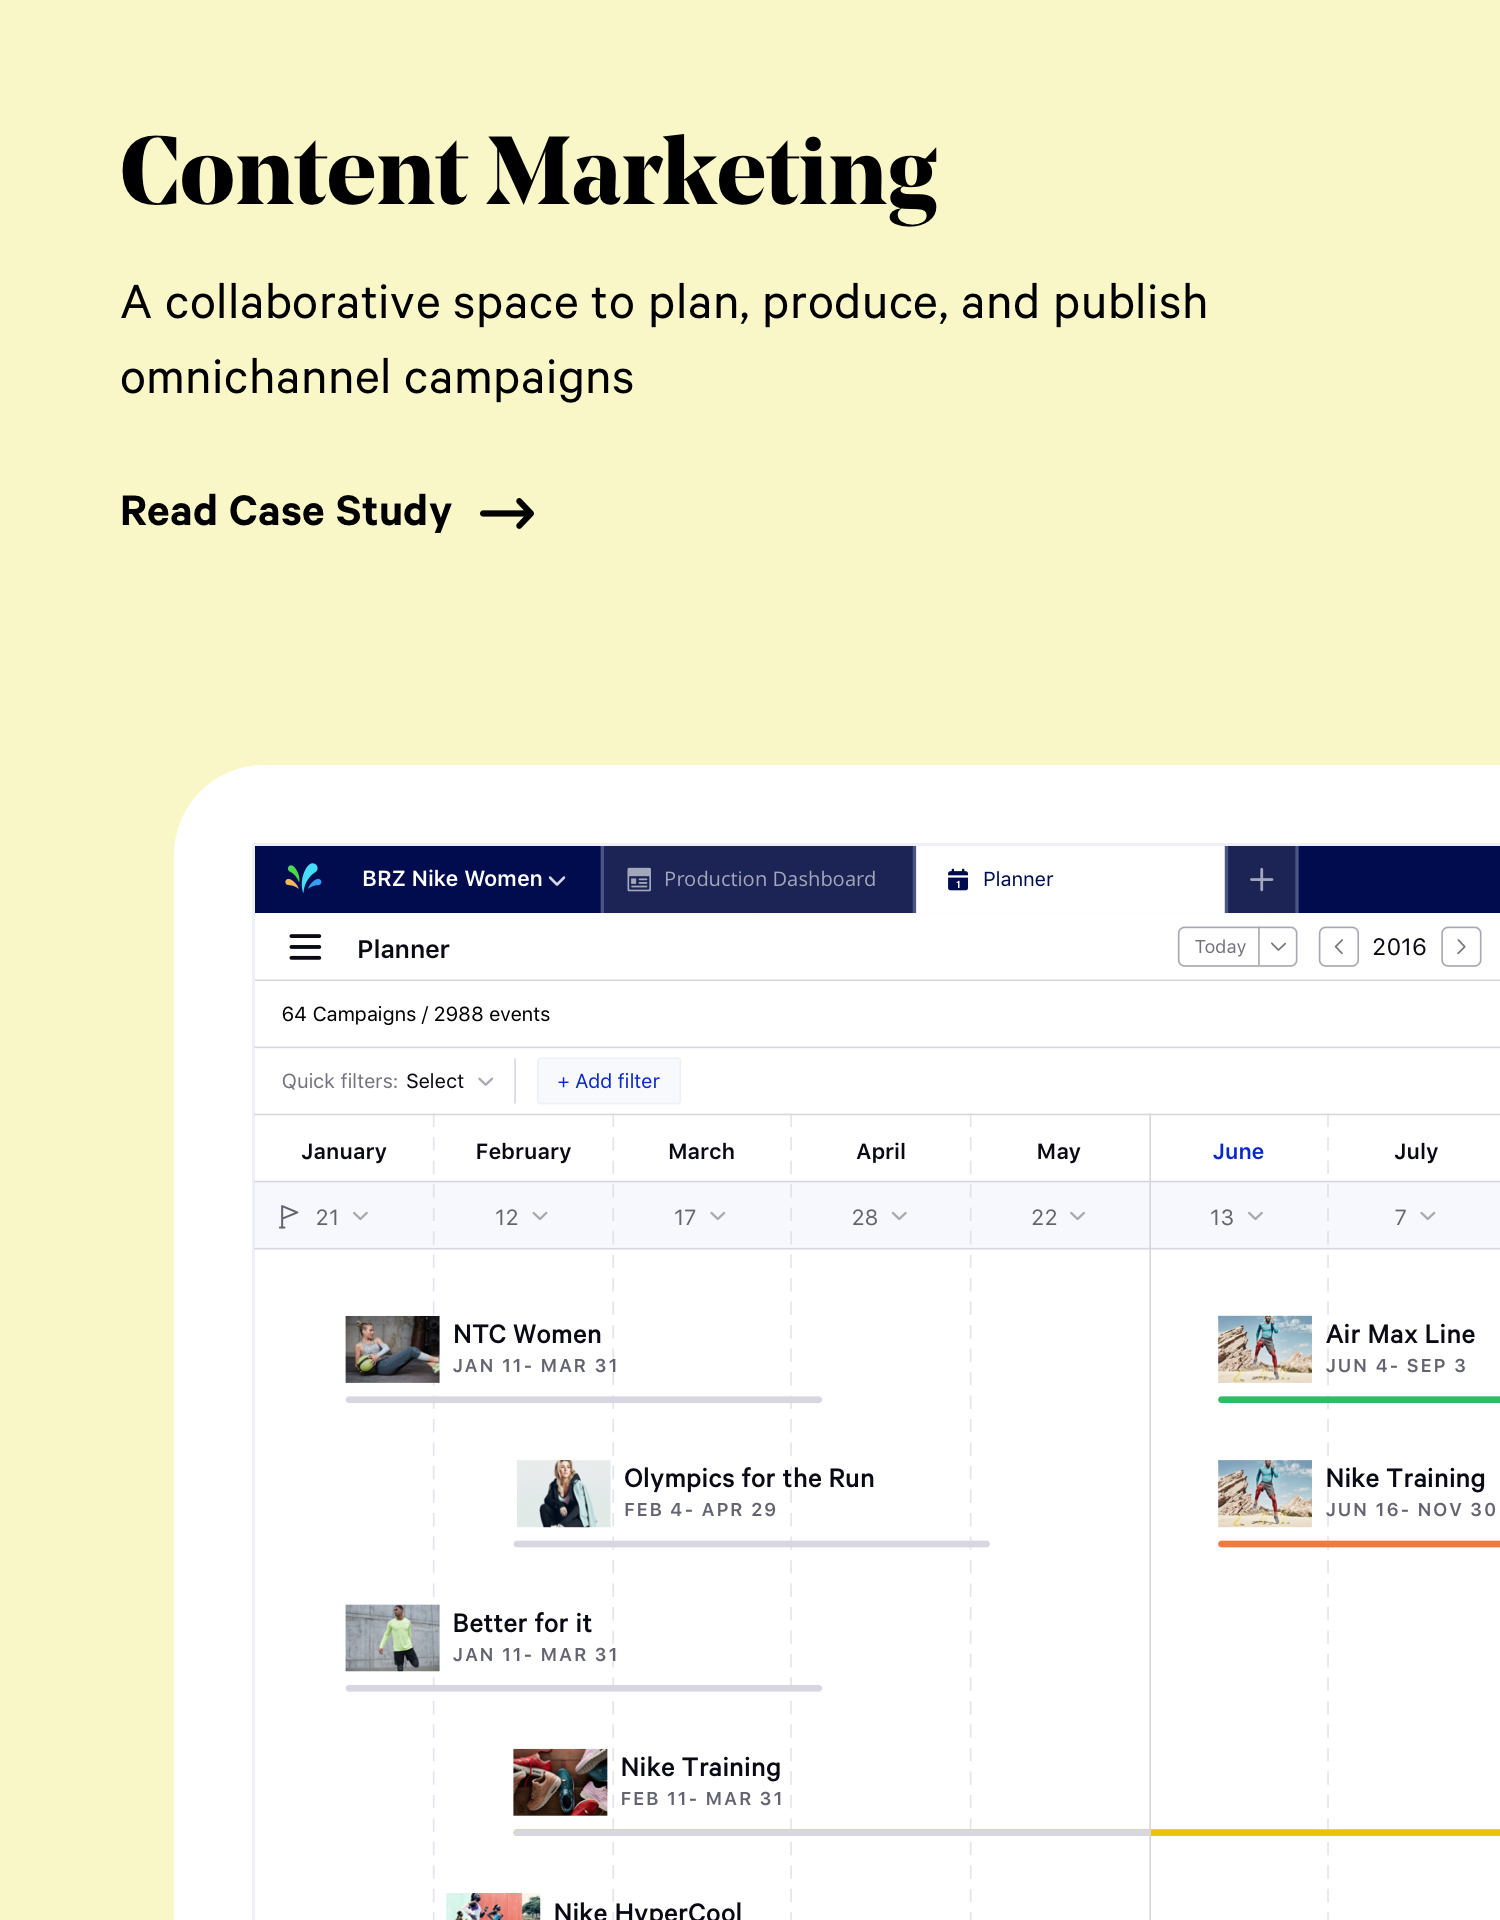 Content Marketing
A collaborative space to plan, produce, and publish
omnichannel campaigns
Read Case Study
BRZ Nike Women
Production Dashboard
1
Planner
Planner
Today
2016
64 Campaigns / 2988 events
Quick filters: Select
+ Add filter
January February March April May June July
21 12 17 28 22 13 7
NTC Women
JAN 11- MAR 31
Air Max Line
JUN 4- SEP 3
Olympics for the Run
FEB 4- APR 29
Nike Training
JUN 16- NOV 30
Better for it
JAN 11- MAR 31
Nike Training
FEB 11- MAR 31
Nike HyperCool